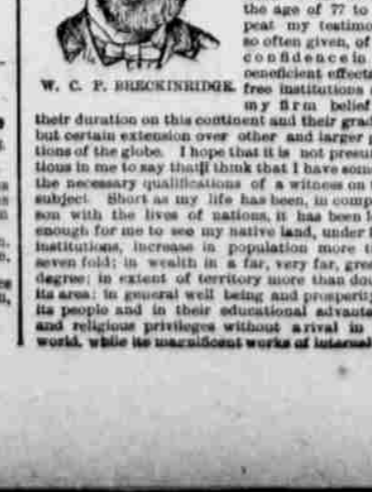 the age of 77 to
peat my testimo
so often given, of
confidence in
beneficient effects
W. C. P. BRECKINRIDGE.
free institutions
my firm belief
their duration on this continent and their grad
but certain extension over other and larger
tions of the globe. I hope that it is not presu
tious in me to say that I think that I have som
the necessary qualifications of a witness on
subject. Short as my life has been, in comp
son with the lives of nations, it has been l
enough for me to see my native land, under
institutions, increase in population more t
seven fold; in wealth in a far, very far, gre
degree; in extent of territory more than dou
its area; in general well being and prosperity
its people and in their educational advanta
and religious privileges without a rival in
world, while its magnificent works of internal